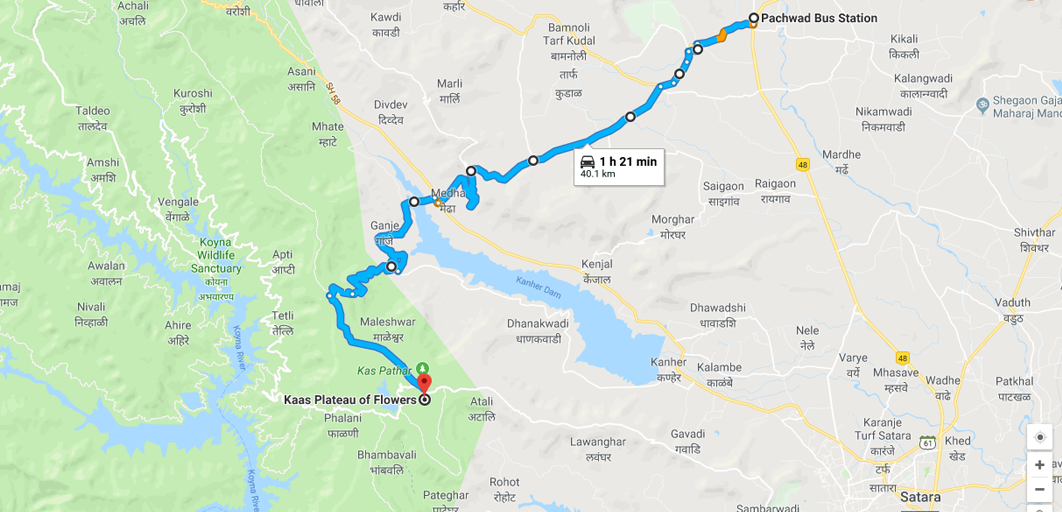 Achali
अचलि
वरोशी
घावाली
Kawdi
कावडी
कर्हार
Bamnoli
Tarf Kudal
बामनोली
तार्फ
कुडाळ
Pachwad Bus Station
Kikali
किकली
Kalangwadi
कालान्ग्वादी
Nikamwadi
निकमवाडी
Shegaon Gaja
Maharaj Mand
Asani
असानि
SH 58
Kuroshi
कुरोशी
Taldeo
तालदेव
Divdev
दिव्देव
Marli
मार्लि
Mhate
म्हाटे
Amshi
अमशि
1 h 21 min
40.1 km
48
Mardhe
मर्ढे
Saigaon
साइगांव
Raigaon
रायगाव
Medha
मेढा
Vengale
वेंगाळे
Ganje
गांजे
Morghar
मोरघर
Shivthar
शिवथर
Koyna
Wildlife
Sanctuary
कोयना
अभयारण्य
Apti
आप्टी
Awalan
अवालान
Kenjal
केंजाल
Kanher Dam
Nivali
निव्हाळी
Ahire
अहिरे
Tetli
तेत्लि
Koyna River
Maleshwar
माळेश्वर
Dhanakwadi
धाणकवाडी
Dhawadshi
धावाडशि
Vaduth
वडुठ
Nele
नेले
Kas Pathar
Kanher
कण्हेर
Kalambe
काळंबे
Varye
वर्ये
48
Mhasave
म्हसवे
Wadhe
वाढे
Patkhal
पाटखळ
Kaas Plateau of Flowers
Atali
अटालि
Phalani
फाळणी
Bhambavali
भांबवलि
Lawanghar
लवंघर
Gavadi
गवाडि
Karanje
Turf Satara
कारंजे
तर्फ
सातारा
61
Khed
खेड
Koyna River
Rohot
रोहोट
Pateghar
पाटेघर
Sambarwadi
Satara